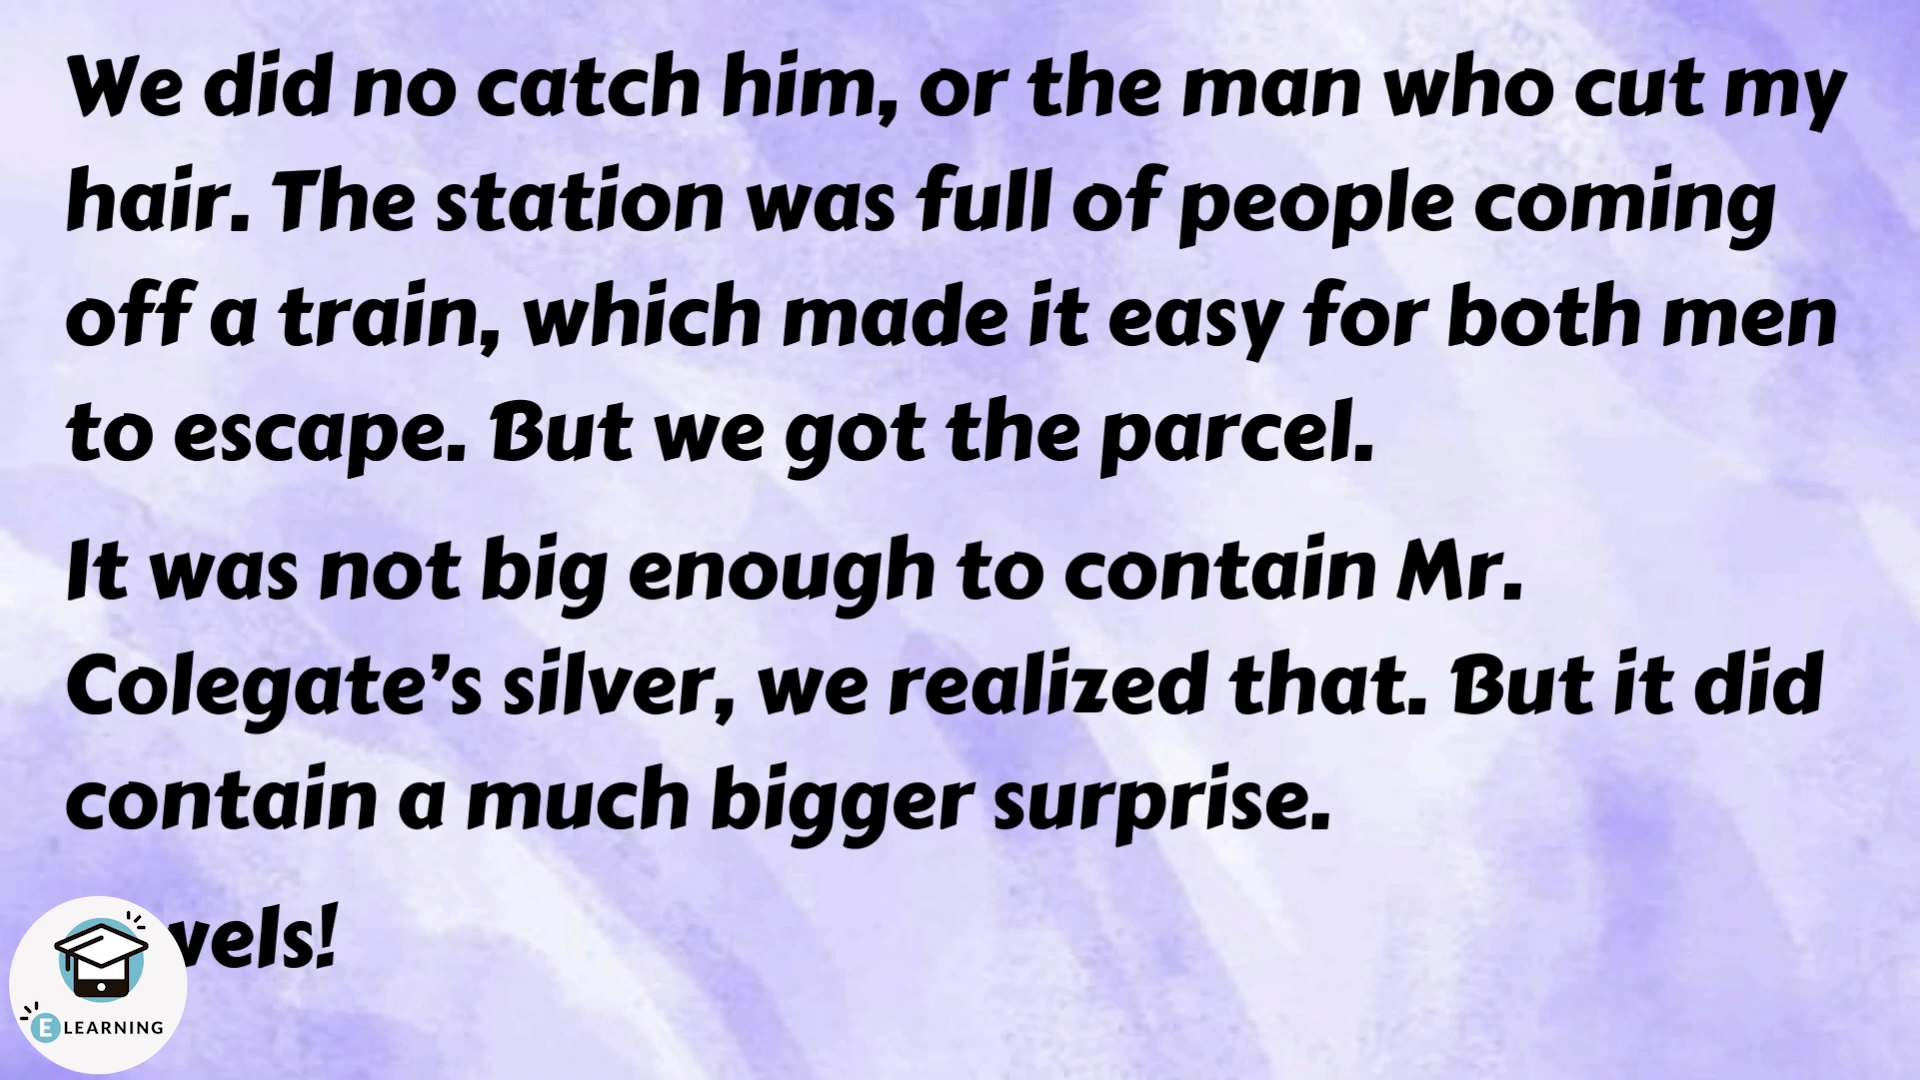 We did no catch him, or the man who cut my
hair. The station was full of people coming
off a train, which made it easy for both men
to escape. But we got the parcel.
It was not big enough to contain Mr.
Colegate’s silver, we realized that. But it did
contain a much bigger surprise.
E LEARNING